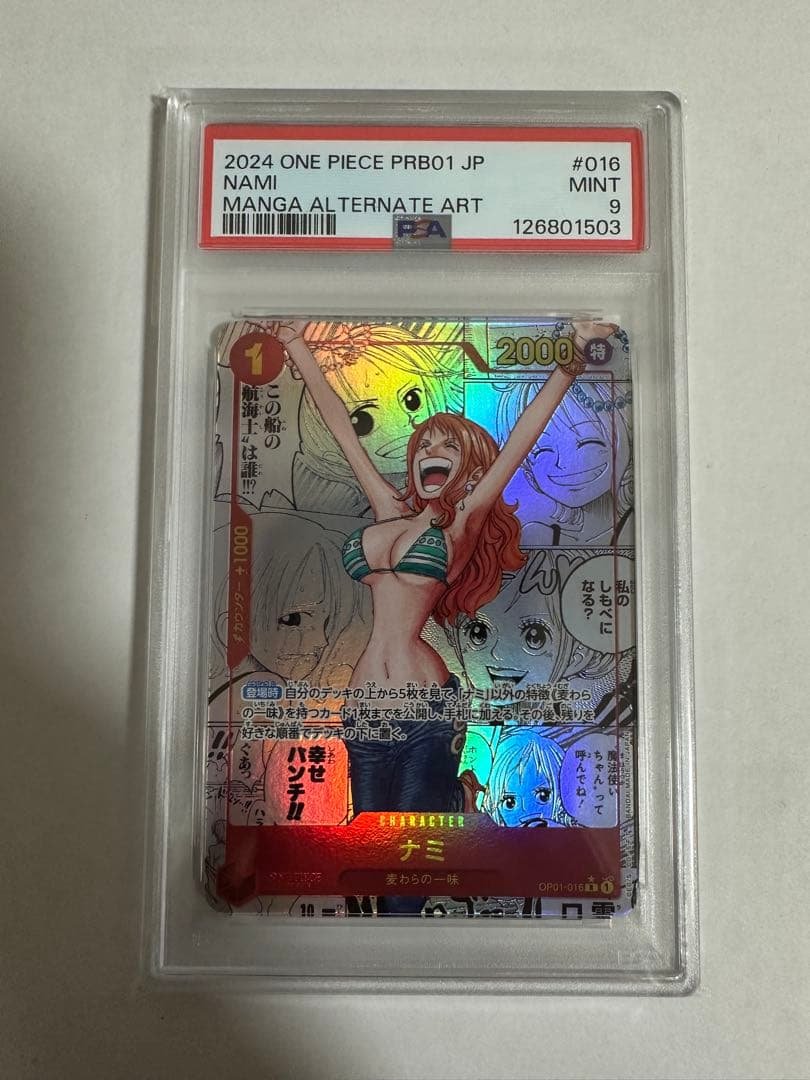 2024 ONE PIECE PRB01 JP #016
NAMI MINT
MANGA ALTERNATE ART 9
PSA 126801503
1
2000 特
この船の
航海士〟は誰!!?
カウンター +1000
私の
しもべに
なる?
登場時 自分のデッキの上から5枚を見て、「ナミ」以外の特徴《麦わら
の一味》を持つカード1枚までを公開し、手札に加える。その後、残りを
好きな順番でデッキの下に置く。
ぐあっ
幸せ
パンチ!!
魔法使い
ちゃん〟って
呼んでね!
CHARACTER
ナミ
麦わらの一味
OP01-016 R 1